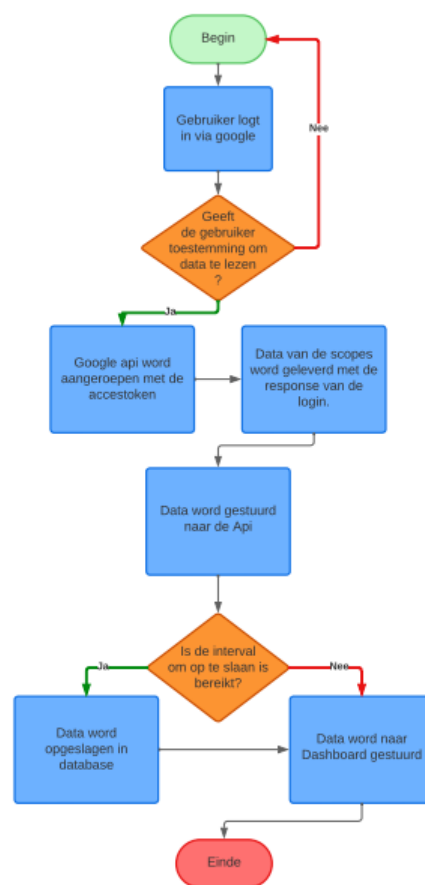 Begin
Nee
Gebruiker logt
in via google
Geeft
de gebruiker
toestemming om
data te lezen
?
Ja
Google api word
aangeroepen met de
accestoken
Data van de scopes
word geleverd met de
response van de
login.
Data word gestuurd
naar de Api
Is de interval
om op te slaan is
bereikt?
Ja
Nee
Data word
opgeslagen in
database
Data word naar
Dashboard gestuurd
Einde